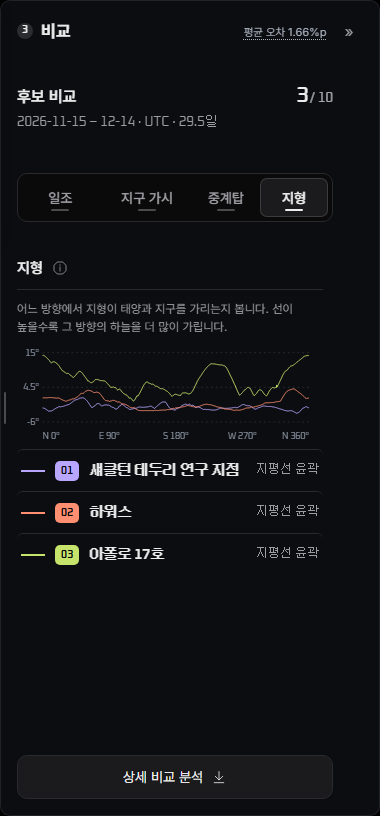 3 비교
평균 오차 1.66%p »
후보 비교
3 / 10
2026-11-15 – 12-14 · UTC · 29.5일
일조 지구 가시 중계탑 지형
지형
어느 방향에서 지형이 태양과 지구를 가리는지 봅니다. 선이
높을수록 그 방향의 하늘을 더 많이 가립니다.
15°
4.5°
-6°
N 0° E 90° S 180° W 270° N 360°
01 섀클턴 테두리 연구 지점 지평선 윤곽
02 하워스 지평선 윤곽
03 아폴로 17호 지평선 윤곽
상세 비교 분석